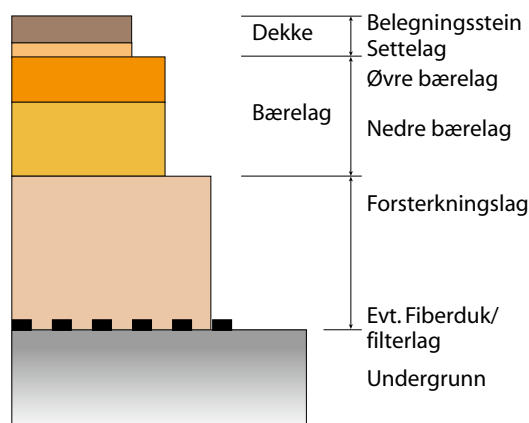 Dekke
Belegningsstein
Settelag
Øvre bærelag
Bærelag
Nedre bærelag
Forsterkningslag
Evt. Fiberduk/
filterlag
Undergrunn